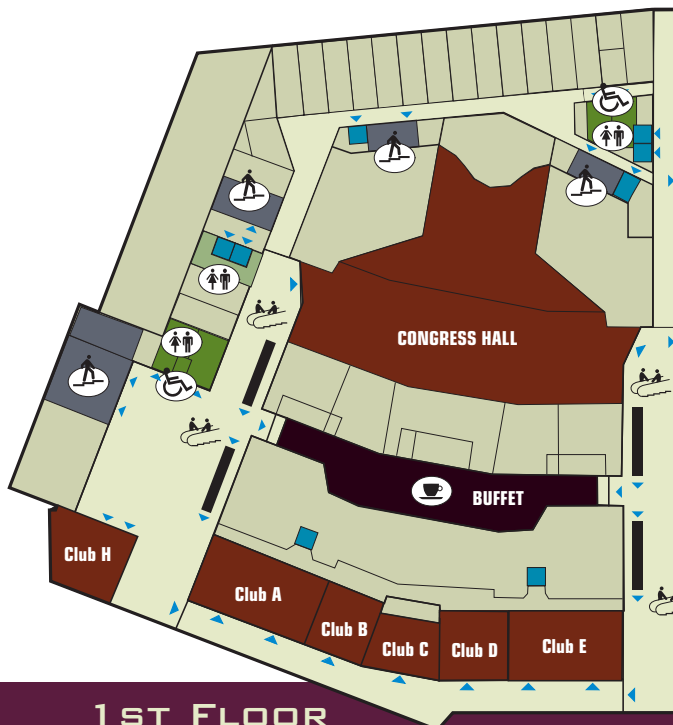 CONGRESS HALL
BUFFET
Club H
Club A
Club B
Club C
Club D
Club E
1ST FLOOR